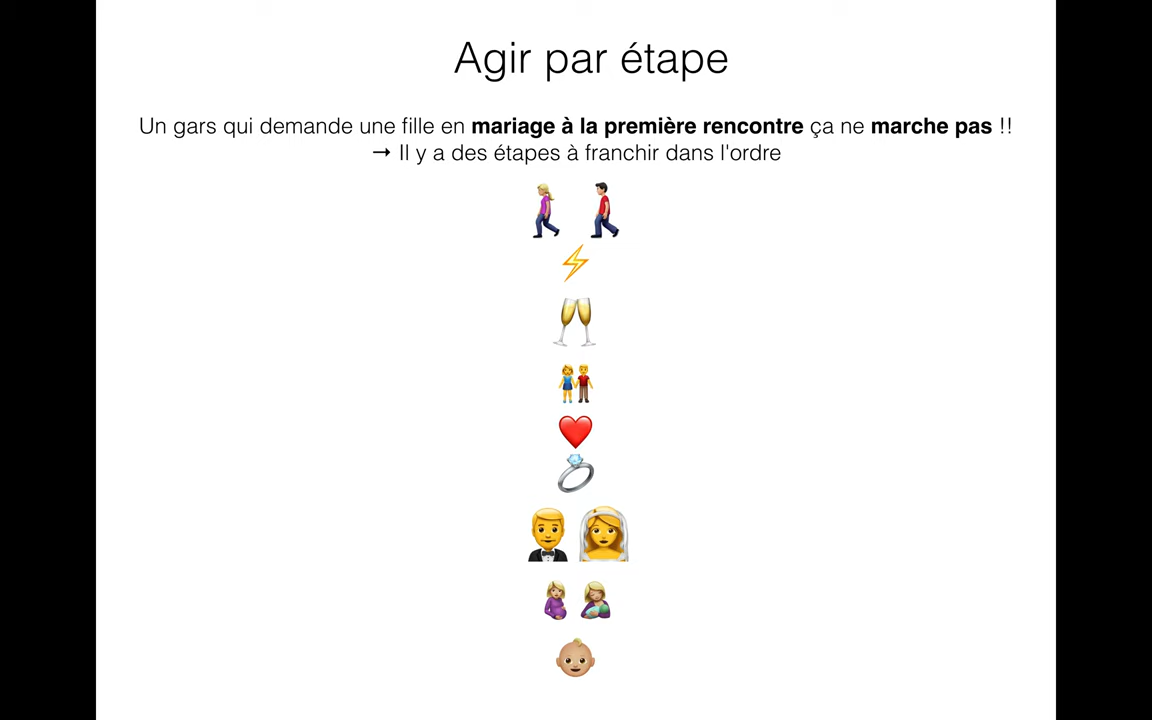 Agir par étape
Un gars qui demande une fille en mariage à la première rencontre ça ne marche pas !!
→ Il y a des étapes à franchir dans l'ordre